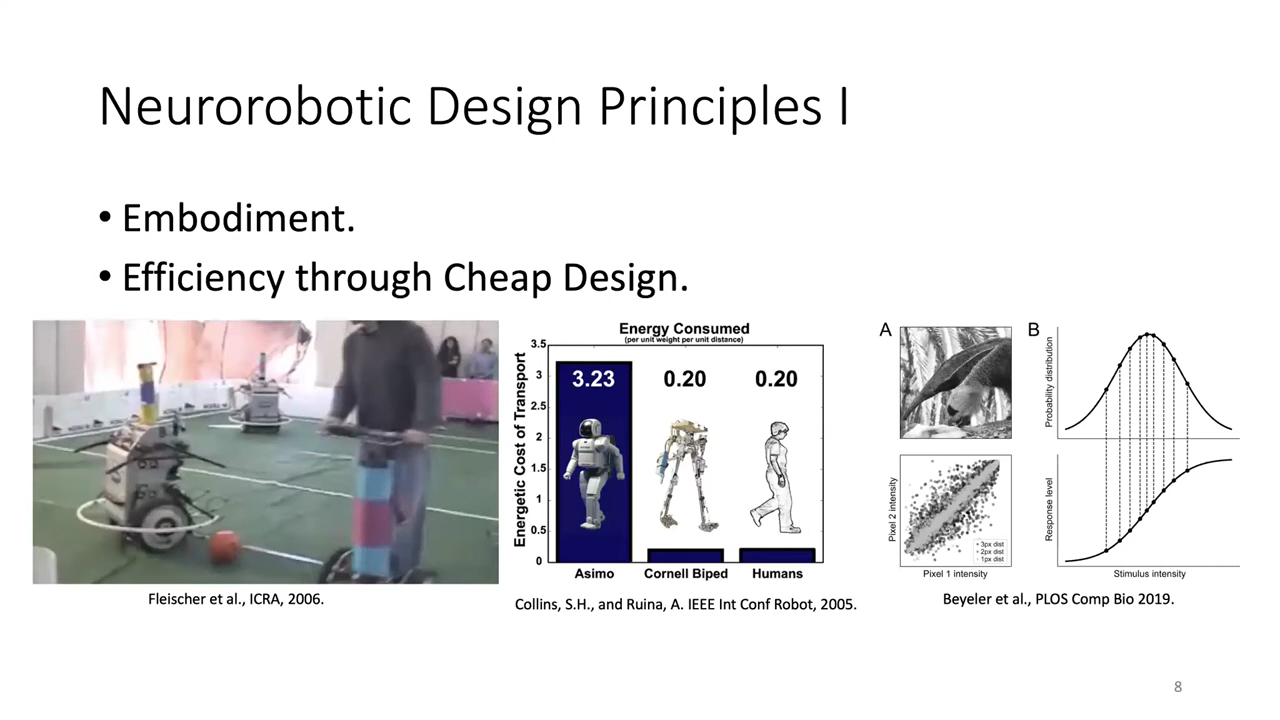 Neurorobotic Design Principles I
• Embodiment.
• Efficiency through Cheap Design.
Fleischer et al., ICRA, 2006.
Energy Consumed
(per unit weight per unit distance)
Energetic Cost of Transport
3.5
3
2.5
2
1.5
1
0.5
0
3.23
0.20
0.20
Asimo
Cornell Biped
Humans
Collins, S.H., and Ruina, A. IEEE Int Conf Robot, 2005.
A
Pixel 2 intensity
3px dist
2px dist
1px dist
Pixel 1 intensity
B
Probability distribution
Response level
Stimulus intensity
Beyeler et al., PLOS Comp Bio 2019.
8